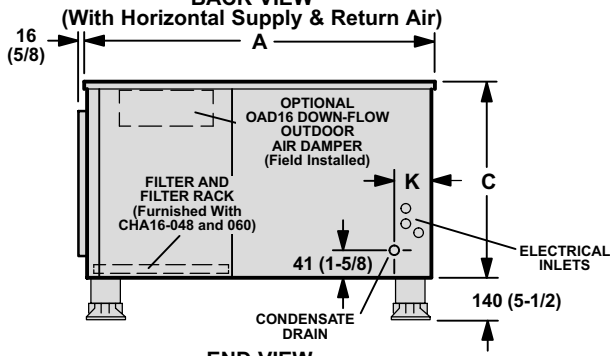 BACK VIEW
(With Horizontal Supply & Return Air)
16
(5/8)
A
OPTIONAL
OAD16 DOWN-FLOW
OUTDOOR
AIR DAMPER
(Field Installed)
K
C
FILTER AND
FILTER RACK
(Furnished With
CHA16-048 and 060)
41 (1-5/8)
ELECTRICAL
INLETS
140 (5-1/2)
CONDENSATE
DRAIN
END VIEW